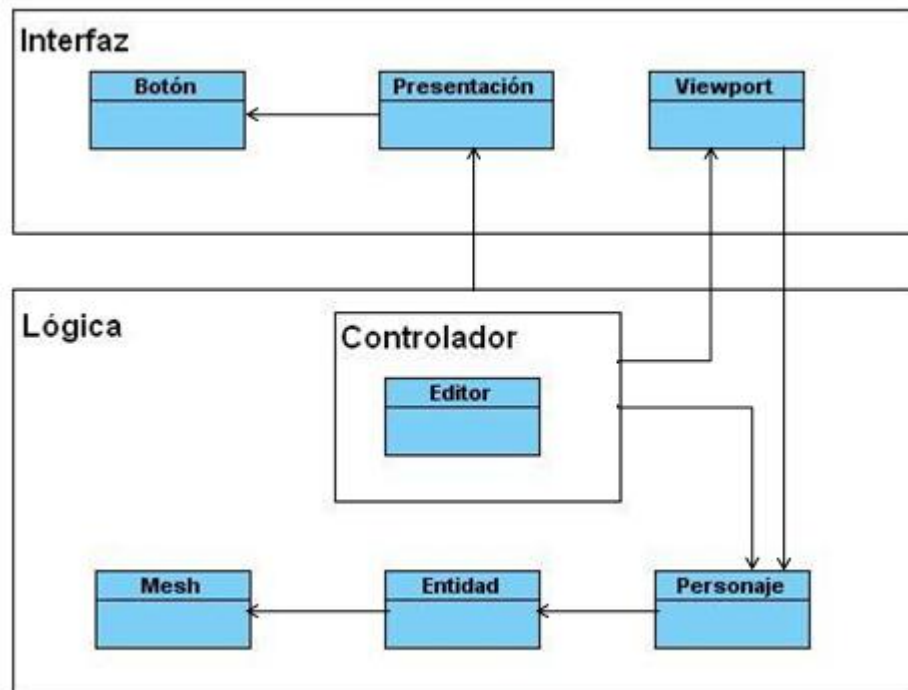 Interfaz
Botón
Presentación
Viewport
Lógica
Controlador
Editor
Mesh
Entidad
Personaje